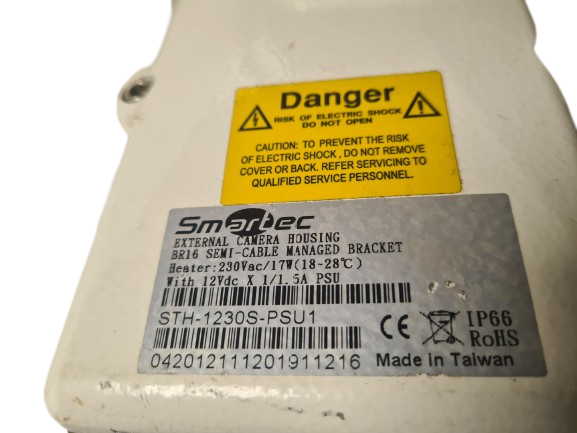 Danger
RISK OF ELECTRIC SHOCK
DO NOT OPEN
CAUTION: TO PREVENT THE RISK
OF ELECTRIC SHOCK , DO NOT REMOVE
COVER OR BACK. REFER SERVICING TO
QUALIFIED SERVICE PERSONNEL.
Smartec
EXTERNAL CAMERA HOUSING
BR16 SEMI-CABLE MANAGED BRACKET
Heater:230Vac/17W(18-28℃)
With 12Vdc X 1/1.5A PSU
STH-1230S-PSU1
CE IP66
RoHS
0420121112019 11216
Made in Taiwan